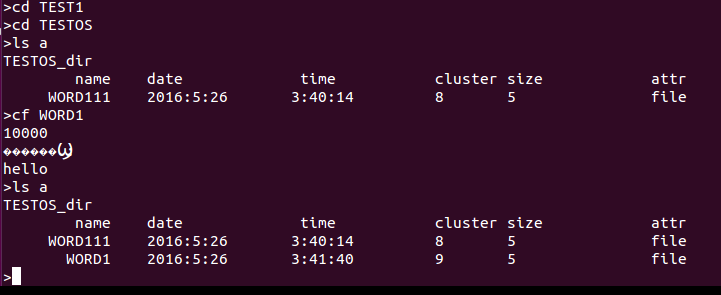 >cd TEST1
>cd TESTOS
>ls a
TESTOS_dir
name date time cluster size attr
WORD111 2016:5:26 3:40:14 8 5 file
>cf WORD1
10000
hello
>ls a
TESTOS_dir
name date time cluster size attr
WORD111 2016:5:26 3:40:14 8 5 file
WORD1 2016:5:26 3:41:40 9 5 file
>